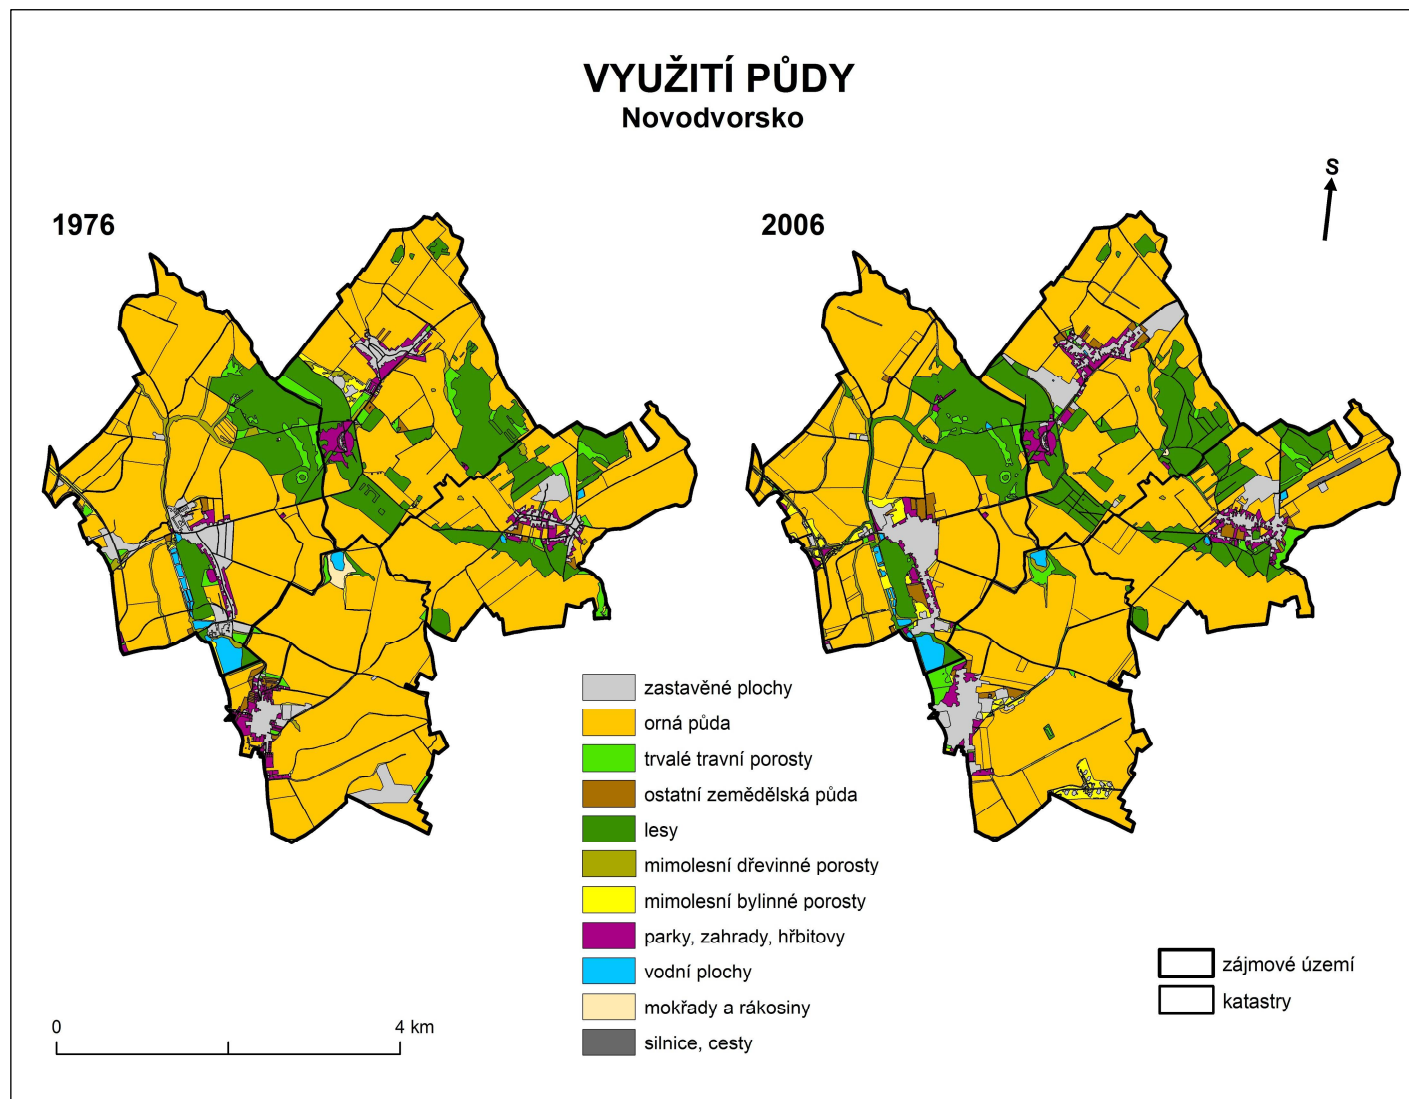 VYUŽITÍ PŮDY
Novodvorsko
S
1976
2006
zastavěné plochy
orná půda
trvalé travní porosty
ostatní zemědělská půda
lesy
mimolesní dřevinné porosty
mimolesní bylinné porosty
parky, zahrady, hřbitovy
vodní plochy
mokřady a rákosiny
silnice, cesty
zájmové území
katastry
0 4 km